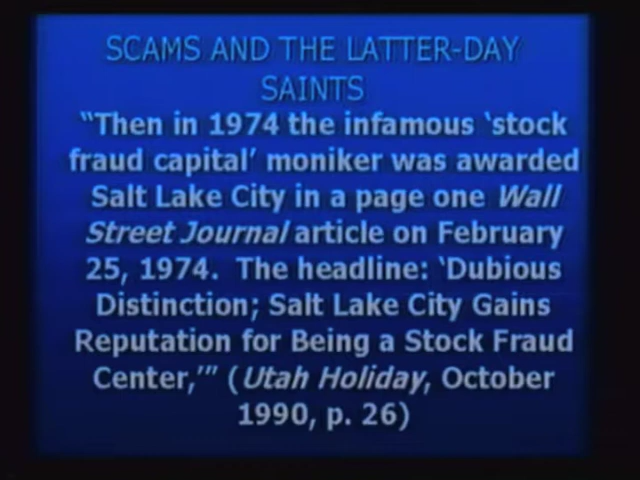 SCAMS AND THE LATTER-DAY
SAINTS
“Then in 1974 the infamous ‘stock
fraud capital’ moniker was awarded
Salt Lake City in a page one Wall
Street Journal article on February
25, 1974.  The headline: ‘Dubious
Distinction; Salt Lake City Gains
Reputation for Being a Stock Fraud
Center,’” (Utah Holiday, October
1990, p. 26)